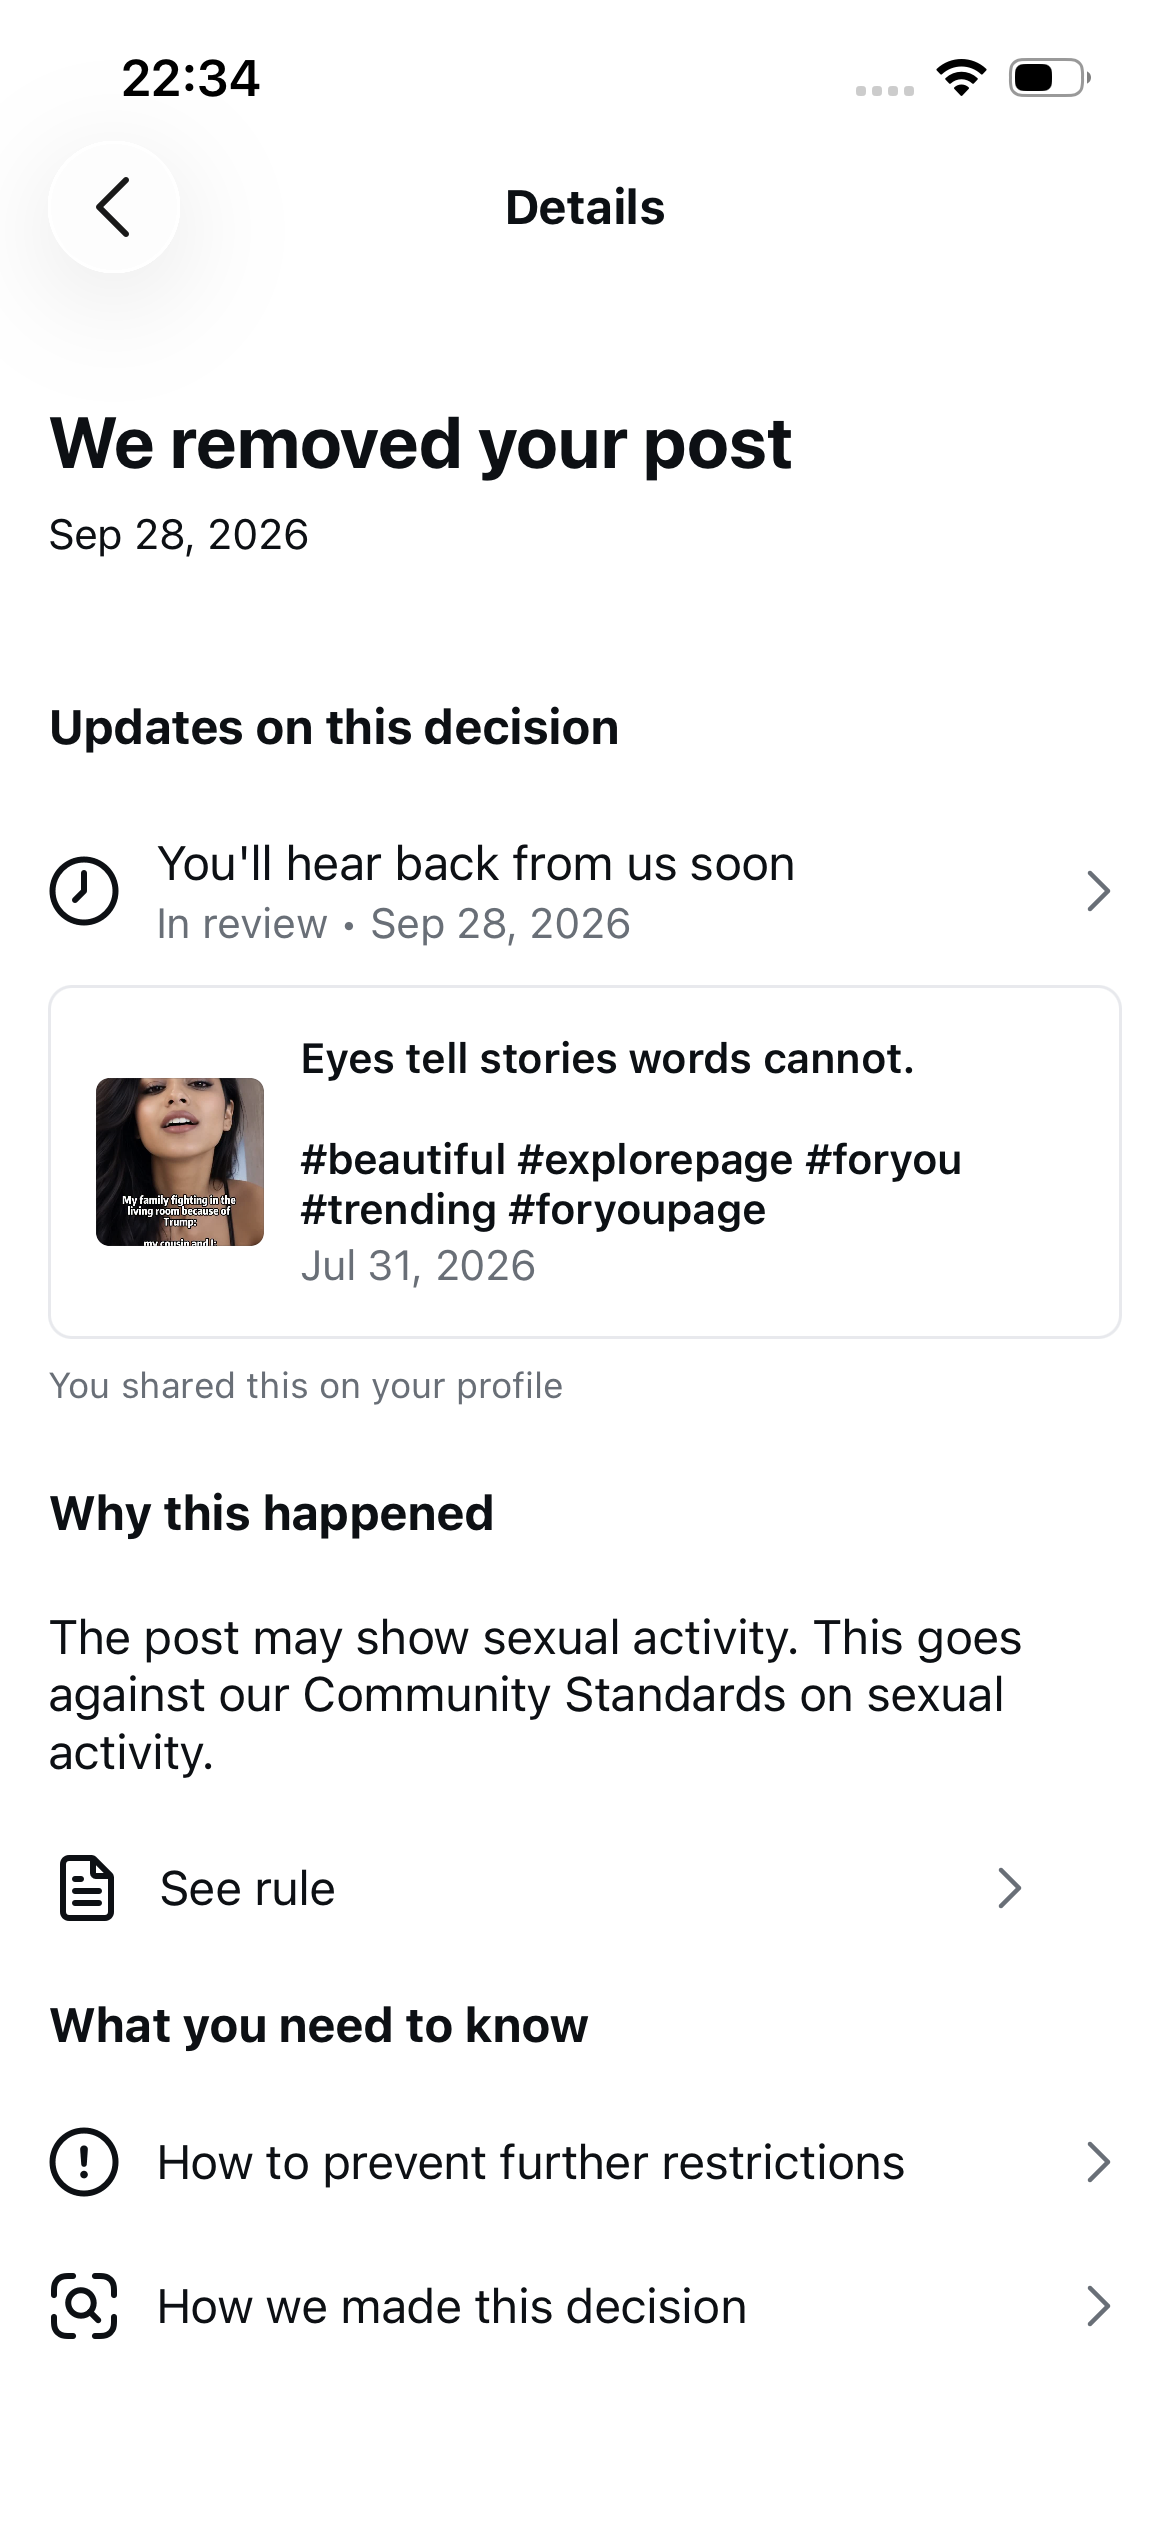 22:34
Details
We removed your post
Sep 28, 2026
Updates on this decision
You'll hear back from us soon
In review • Sep 28, 2026
Eyes tell stories words cannot.
#beautiful #explorepage #foryou
#trending #foryoupage
Jul 31, 2026
My family fighting in the
living room because of
Trump:
my cousin and I:
You shared this on your profile
Why this happened
The post may show sexual activity. This goes
against our Community Standards on sexual
activity.
See rule
What you need to know
How to prevent further restrictions
How we made this decision